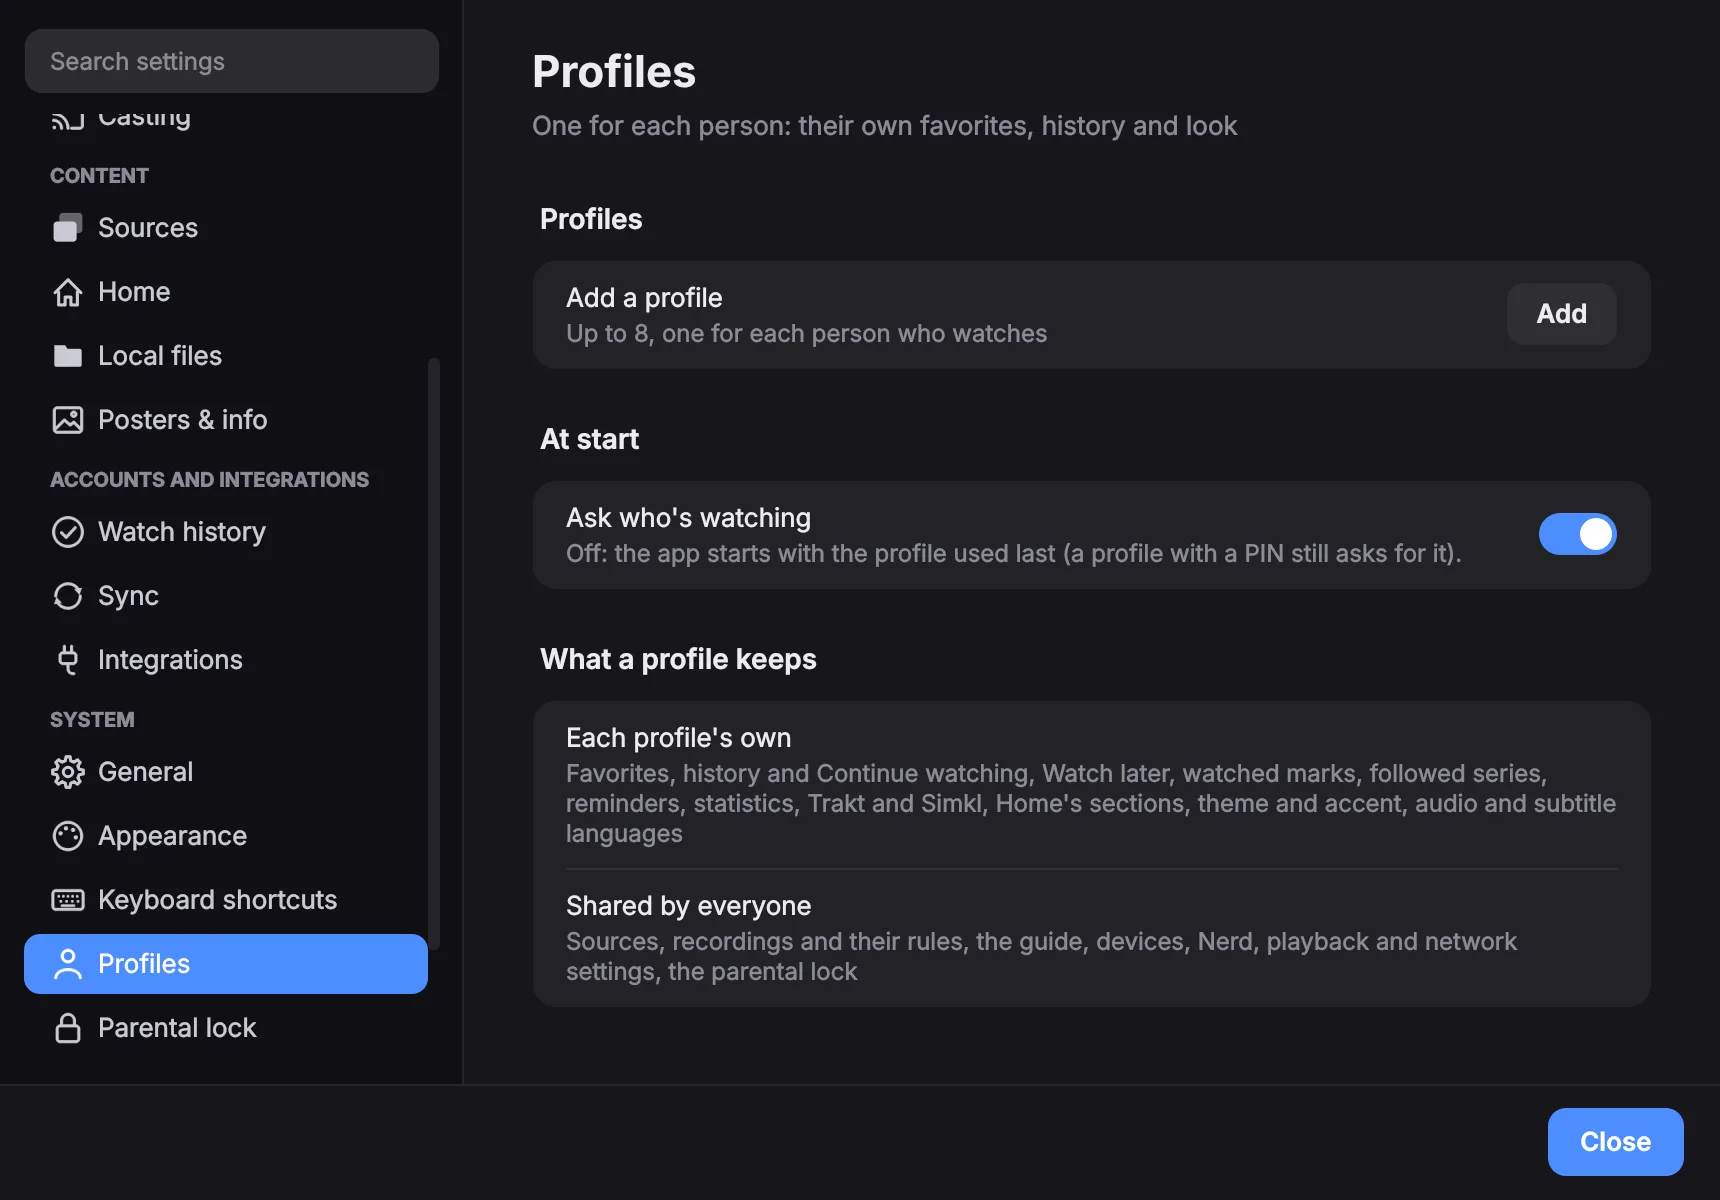 Search settings
Casting
CONTENT
Sources
Home
Local files
Posters & info
ACCOUNTS AND INTEGRATIONS
Watch history
Sync
Integrations
SYSTEM
General
Appearance
Keyboard shortcuts
Profiles
Parental lock
Profiles
One for each person: their own favorites, history and look
Profiles
Add a profile
Up to 8, one for each person who watches
Add
At start
Ask who's watching
Off: the app starts with the profile used last (a profile with a PIN still asks for it).
What a profile keeps
Each profile's own
Favorites, history and Continue watching, Watch later, watched marks, followed series,
reminders, statistics, Trakt and Simkl, Home's sections, theme and accent, audio and subtitle
languages
Shared by everyone
Sources, recordings and their rules, the guide, devices, Nerd, playback and network
settings, the parental lock
Close